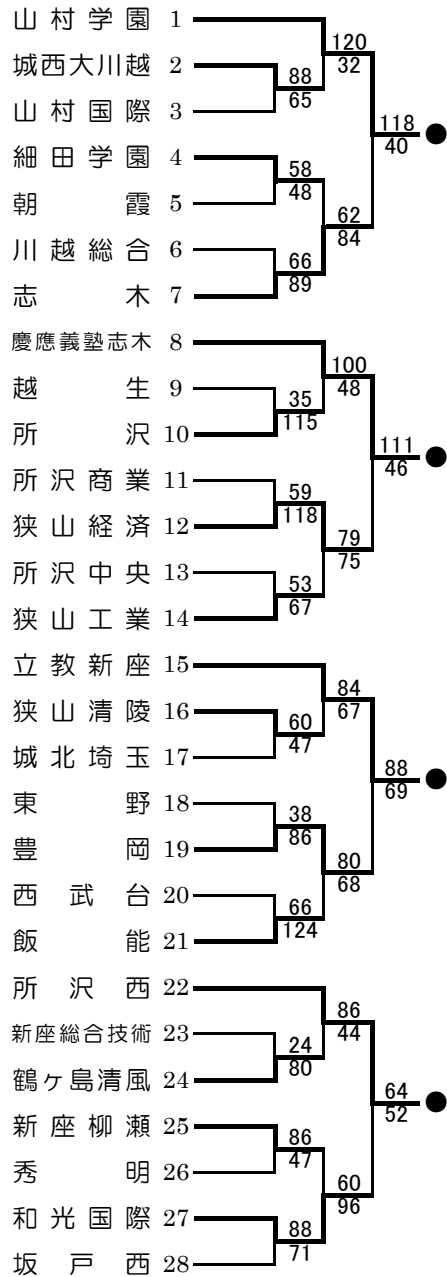 山村学園 1
城西大川越 2
山村国際 3
細田学園 4
朝霞 5
川越総合 6
志木 7
慶應義塾志木 8
越生 9
所沢 10
所沢商業 11
狭山経済 12
所沢中央 13
狭山工業 14
立教新座 15
狭山清陵 16
城北埼玉 17
東野 18
豊岡 19
西武台 20
飯能 21
所沢西 22
新座総合技術 23
鶴ヶ島清風 24
新座柳瀬 25
秀明 26
和光国際 27
坂戸西 28
88
65
58
48
66
89
120
32
62
84
118
40
35
115
59
118
53
67
100
48
79
75
111
46
60
47
38
86
66
124
84
67
80
68
88
69
24
80
86
47
88
71
86
44
60
96
64
52